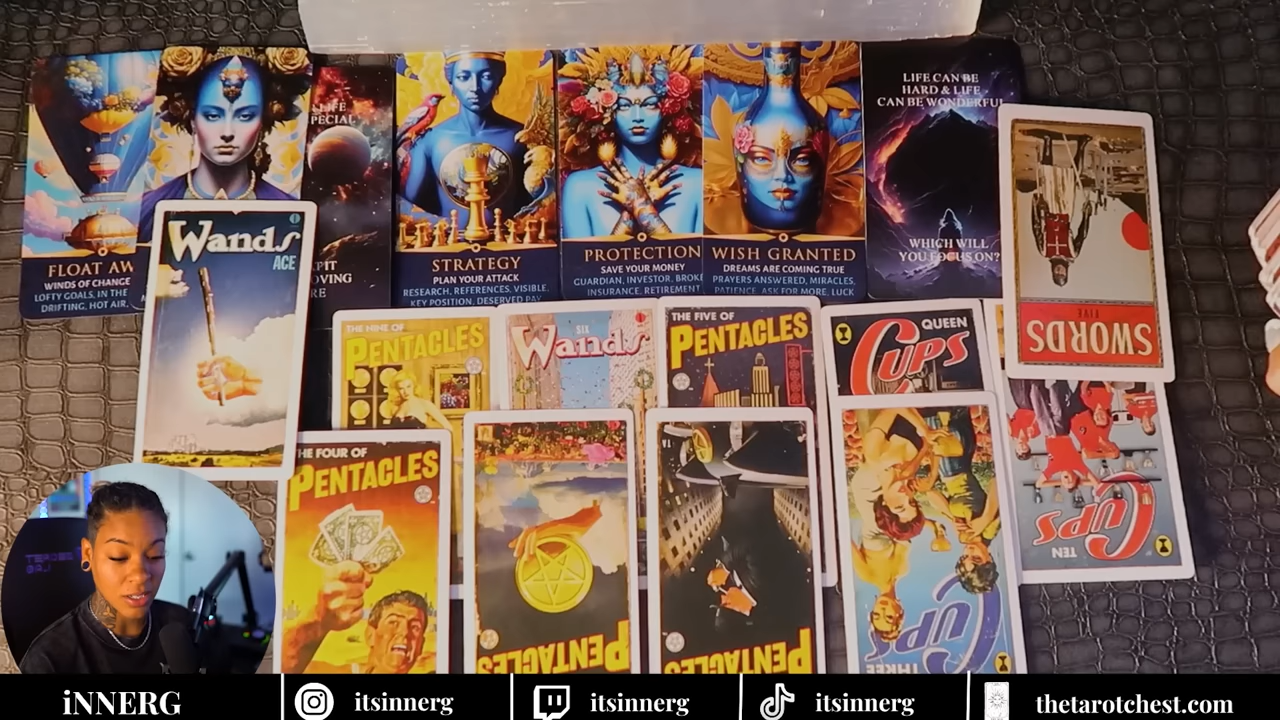 FLOAT AW
WINDS OF CHANGE
LOFTY GOALS, IN THE
DRIFTING, HOT AIR,
LIFE
PECIAL
OVING
STRATEGY
PLAN YOUR ATTACK
RESEARCH, REFERENCES, VISIBLE,
KEY POSITION, DESERVED PAY
PROTECTION
SAVE YOUR MONEY
GUARDIAN, INVESTOR, BROKE
INSURANCE, RETIREMENT
WISH GRANTED
DREAMS ARE COMING TRUE
PRAYERS ANSWERED, MIRACLES,
PATIENCE, ASK FOR MORE, LUCK
LIFE CAN BE
HARD & LIFE
CAN BE WONDERFUL
WHICH WILL
YOU FOCUS ON?
FIVE
SWORDS
Wands
ACE
THE NINE OF
PENTACLES
SIX
Wands
THE FIVE OF
PENTACLES
QUEEN
CUPS
TEN
CUPS
THE FOUR OF
PENTACLES
PENTACLES
PENTACLES
THREE
CUPS
iNNERG
itsinnerg
itsinnerg
itsinnerg
thetarotchest.com